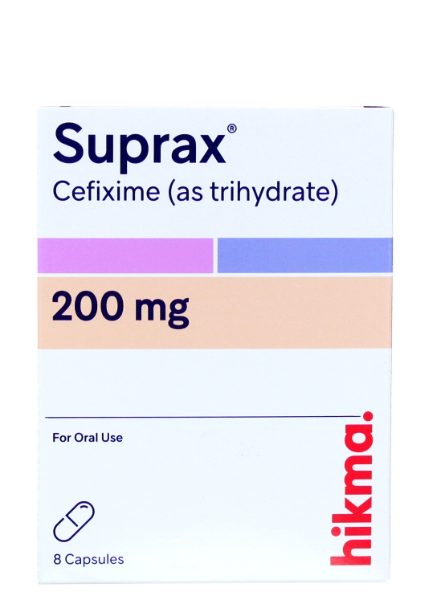 Suprax®
Cefixime (as trihydrate)
200 mg
For Oral Use
8 Capsules
hikma.